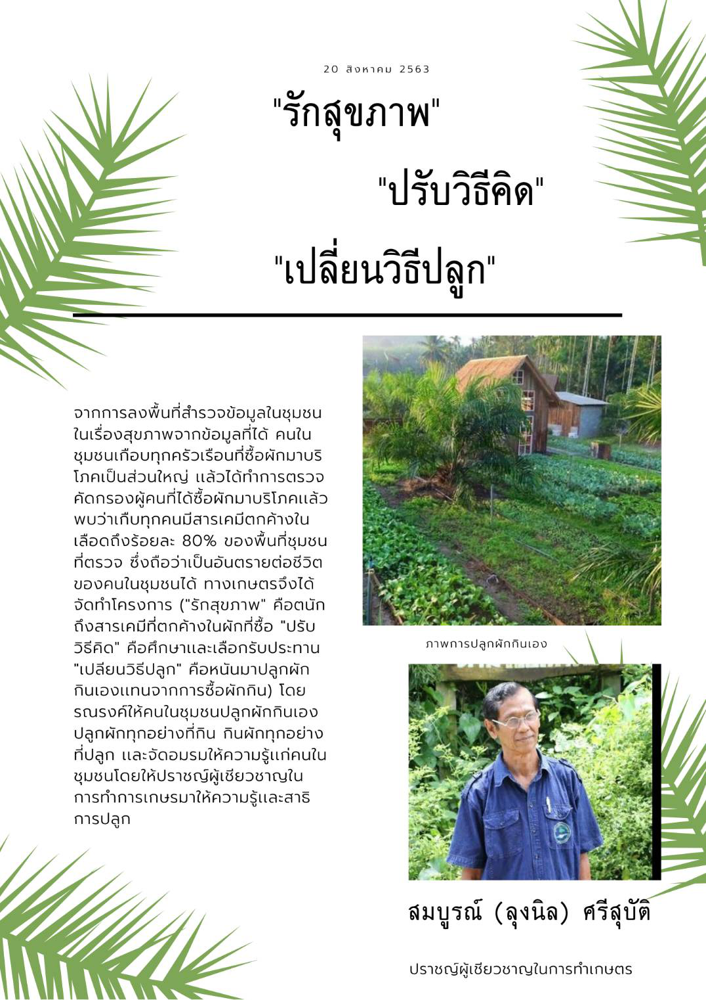 20 สิงหาคม 2563
"รักสุขภาพ"
"ปรับวิธีคิด"
"เปลี่ยนวิธีปลูก"
จากการลงพื้นที่สำรวจข้อมูลในชุมชน
ในเรื่องสุขภาพจากข้อมูลที่ได้ คนใน
ชุมชนเกือบทุกครัวเรือนที่ซื้อผักมาบริ
โภคเป็นส่วนใหญ่ แล้วได้ทำการตรวจ
คัดกรองผู้คนที่ได้ซื้อผักมาบริโภคแล้ว
พบว่าเกืบทุกคนมีสารเคมีตกค้างใน
เลือดถึงร้อยละ 80% ของพื้นที่ชุมชน
ที่ตรวจ ซึ่งถือว่าเป็นอันตรายต่อชีวิต
ของคนในชุมชนได้ ทางเกษตรจึงได้
จัดทำโครงการ ("รักสุขภาพ" คือตนัก
ถึงสารเคมีที่ตกค้างในผักที่ซื้อ "ปรับ
วิธีคิด" คือศึกษาและเลือกรับประทาน
"เปลียนวิธีปลูก" คือหนันมาปลูกผัก
กินเองแทนจากการซื้อผักกิน) โดย
รณรงค์ให้คนในชุมชนปลูกผักกินเอง
ปลูกผักทุกอย่างที่กิน กินผักทุกอย่าง
ที่ปลูก และจัดอมรมให้ความรู้แก่คนใน
ชุมชนโดยให้ปราชญ์ผู้เชียวชาญใน
การทำการเกษรมาให้ความรู้และสาธิ
การปลูก
ภาพการปลูกผักกินเอง
สมบูรณ์ (ลุงนิล) ศรีสุบัติ
ปราชญ์ผู้เชียวชาญในการทำเกษตร